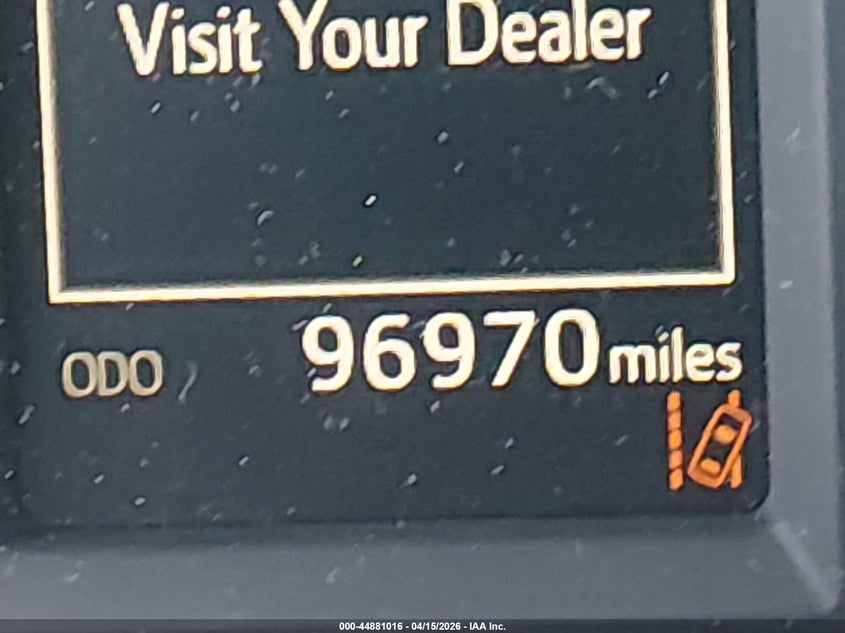 Visit Your Dealer
ODO 96970 miles
000-44881016 - 04/15/2026 - IAA Inc.